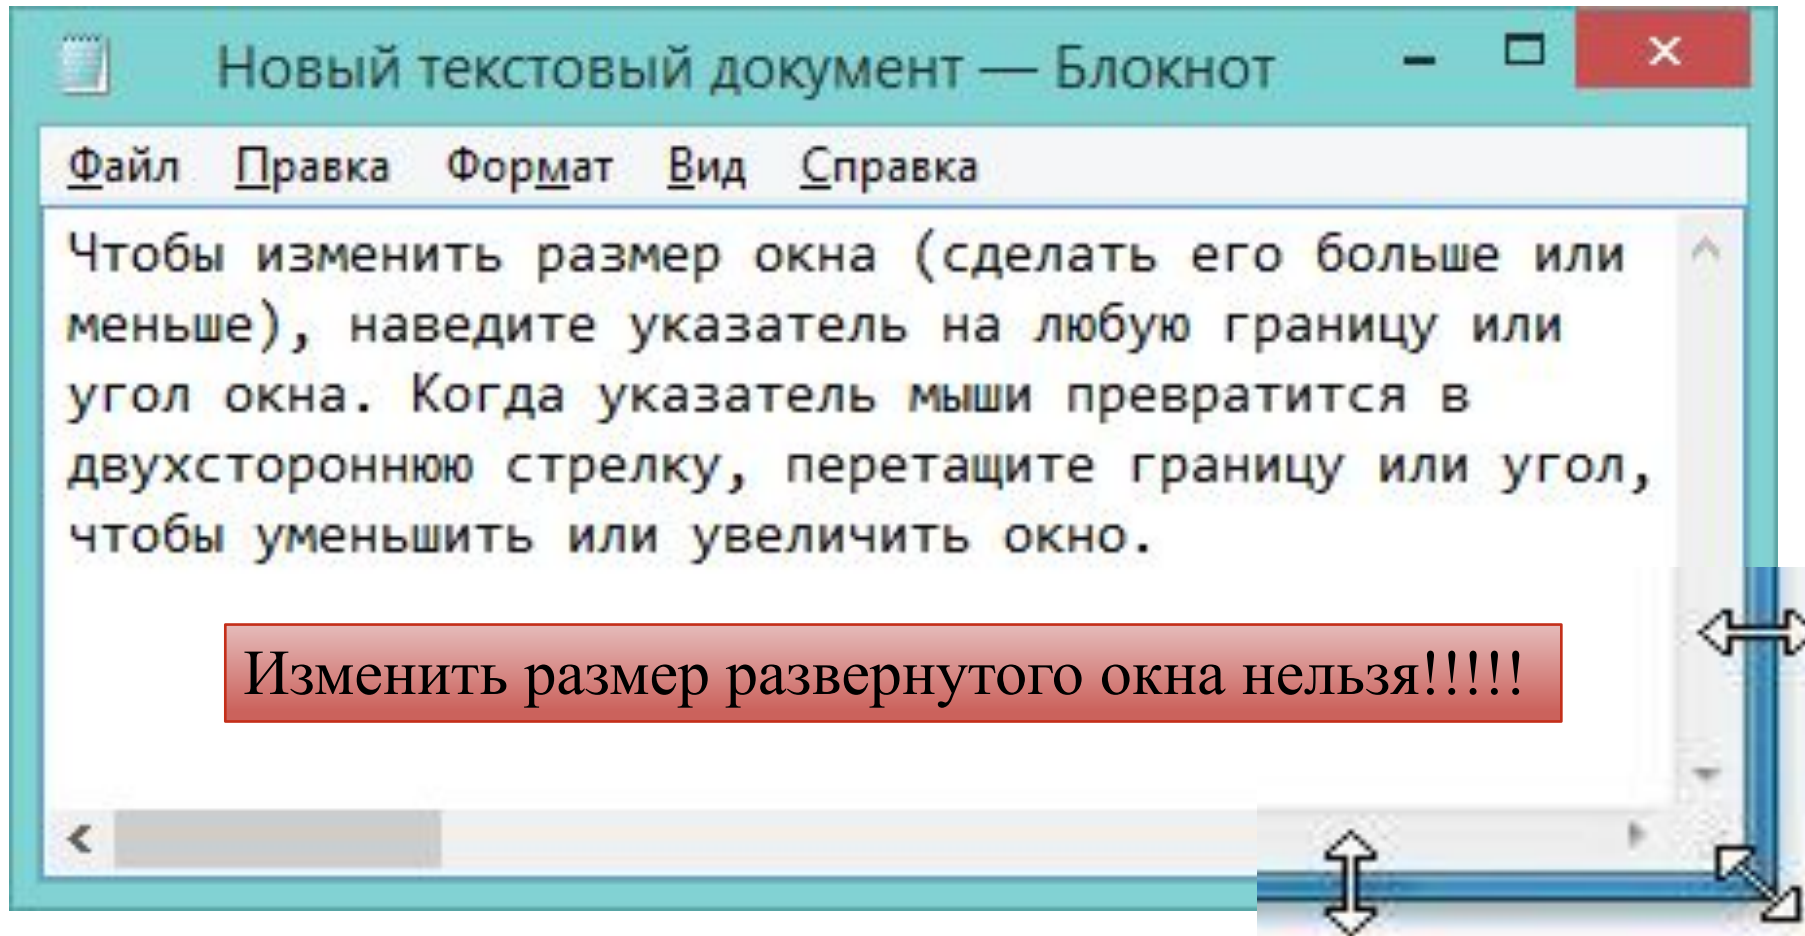 Новый текстовый документ — Блокнот
Файл Правка Формат Вид Справка
Чтобы изменить размер окна (сделать его больше или
меньше), наведите указатель на любую границу или
угол окна. Когда указатель мыши превратится в
двухстороннюю стрелку, перетащите границу или угол,
чтобы уменьшить или увеличить окно.
Изменить размер развернутого окна нельзя!!!!!